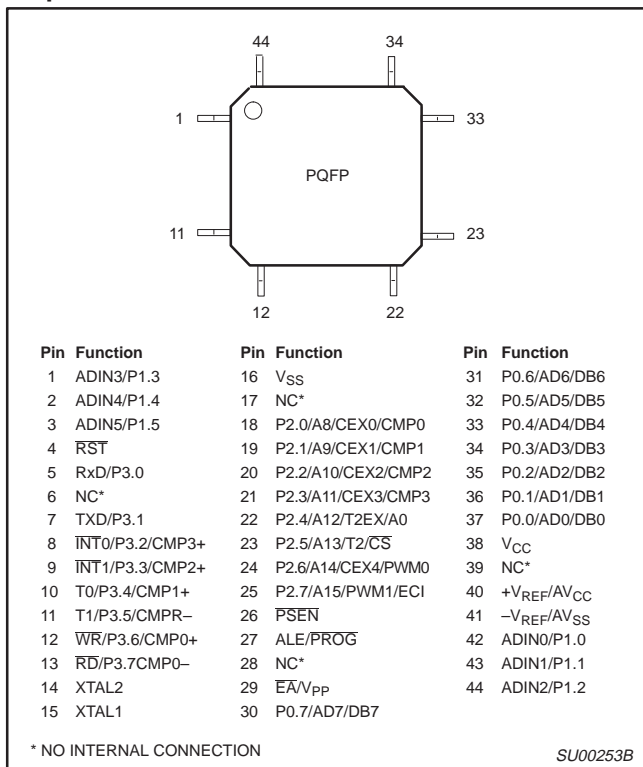 44 34
1 33
PQFP
11 23
12 22
Pin Function Pin Function Pin Function
1 ADIN3/P1.3 16 VSS 31 P0.6/AD6/DB6
2 ADIN4/P1.4 17 NC* 32 P0.5/AD5/DB5
3 ADIN5/P1.5 18 P2.0/A8/CEX0/CMP0 33 P0.4/AD4/DB4
4 RST 19 P2.1/A9/CEX1/CMP1 34 P0.3/AD3/DB3
5 RxD/P3.0 20 P2.2/A10/CEX2/CMP2 35 P0.2/AD2/DB2
6 NC* 21 P2.3/A11/CEX3/CMP3 36 P0.1/AD1/DB1
7 TXD/P3.1 22 P2.4/A12/T2EX/A0 37 P0.0/AD0/DB0
8 INT0/P3.2/CMP3+ 23 P2.5/A13/T2/CS 38 VCC
9 INT1/P3.3/CMP2+ 24 P2.6/A14/CEX4/PWM0 39 NC*
10 T0/P3.4/CMP1+ 25 P2.7/A15/PWM1/ECI 40 +VREF/AVCC
11 T1/P3.5/CMPR– 26 PSEN 41 –VREF/AVSS
12 WR/P3.6/CMP0+ 27 ALE/PROG 42 ADIN0/P1.0
13 RD/P3.7CMP0– 28 NC* 43 ADIN1/P1.1
14 XTAL2 29 EA/VPP 44 ADIN2/P1.2
15 XTAL1 30 P0.7/AD7/DB7
* NO INTERNAL CONNECTION SU00253B